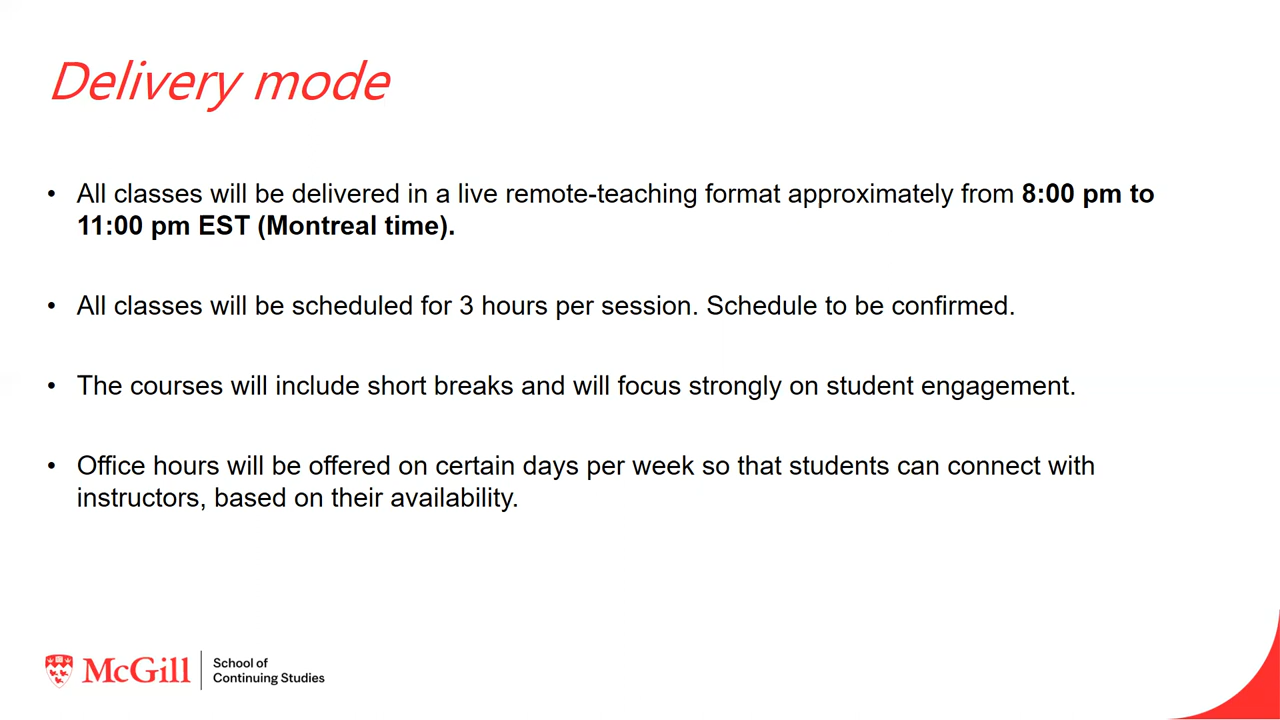 Delivery mode
• All classes will be delivered in a live remote-teaching format approximately from 8:00 pm to
11:00 pm EST (Montreal time).
• All classes will be scheduled for 3 hours per session. Schedule to be confirmed.
• The courses will include short breaks and will focus strongly on student engagement.
• Office hours will be offered on certain days per week so that students can connect with
instructors, based on their availability.
McGill
School of
Continuing Studies